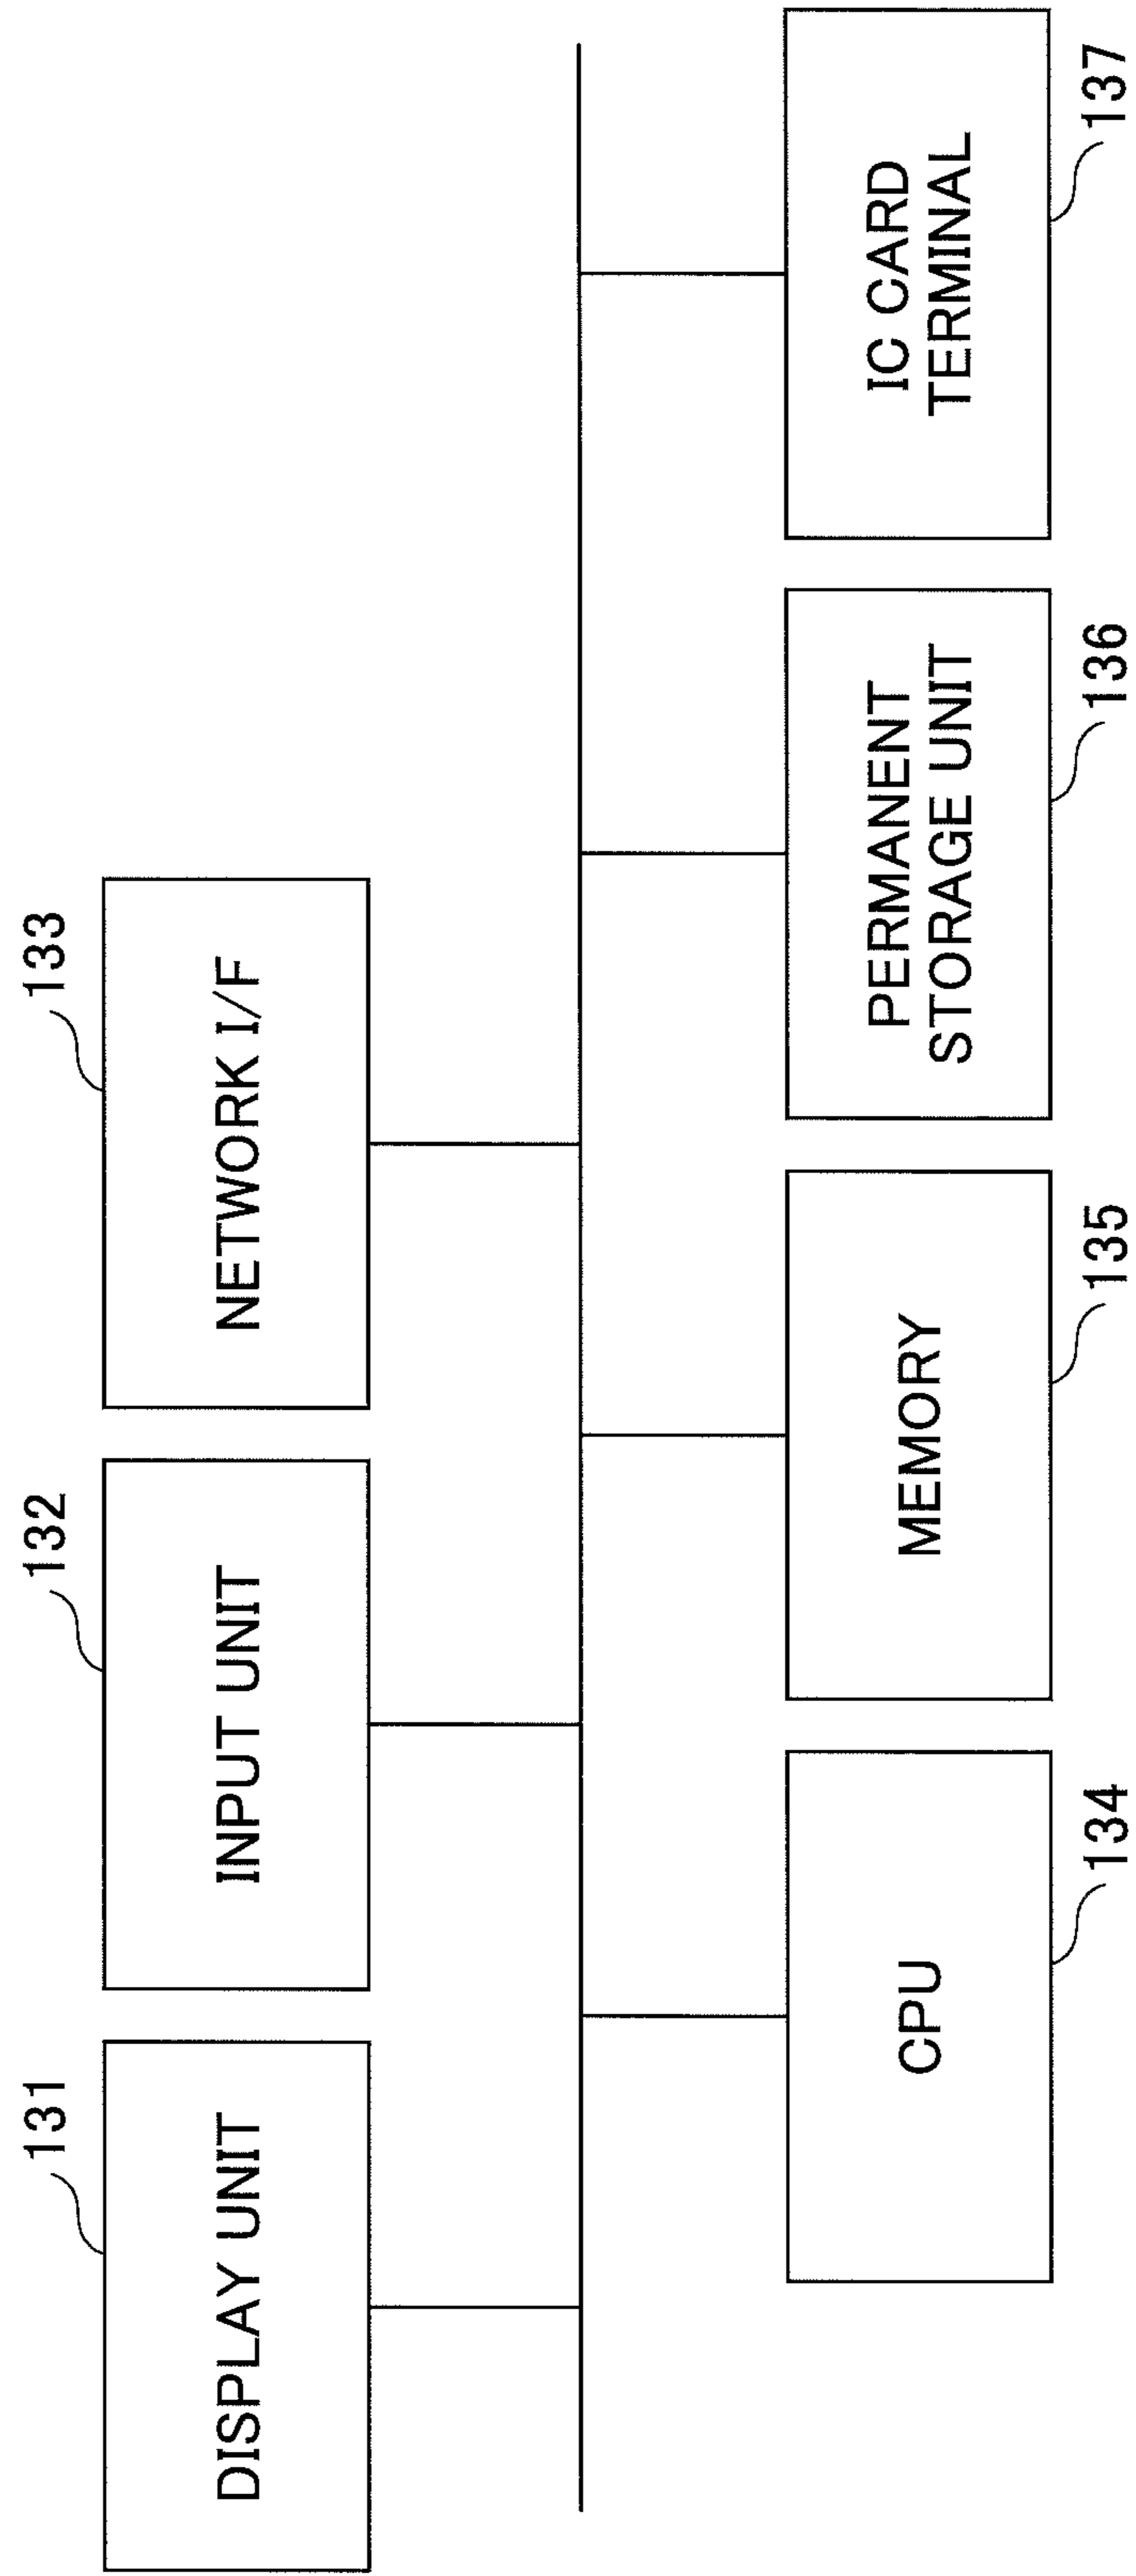 131
132
133
DISPLAY UNIT
INPUT UNIT
NETWORK I/F
CPU
MEMORY
PERMANENT
STORAGE UNIT
IC CARD
TERMINAL
134
135
136
137